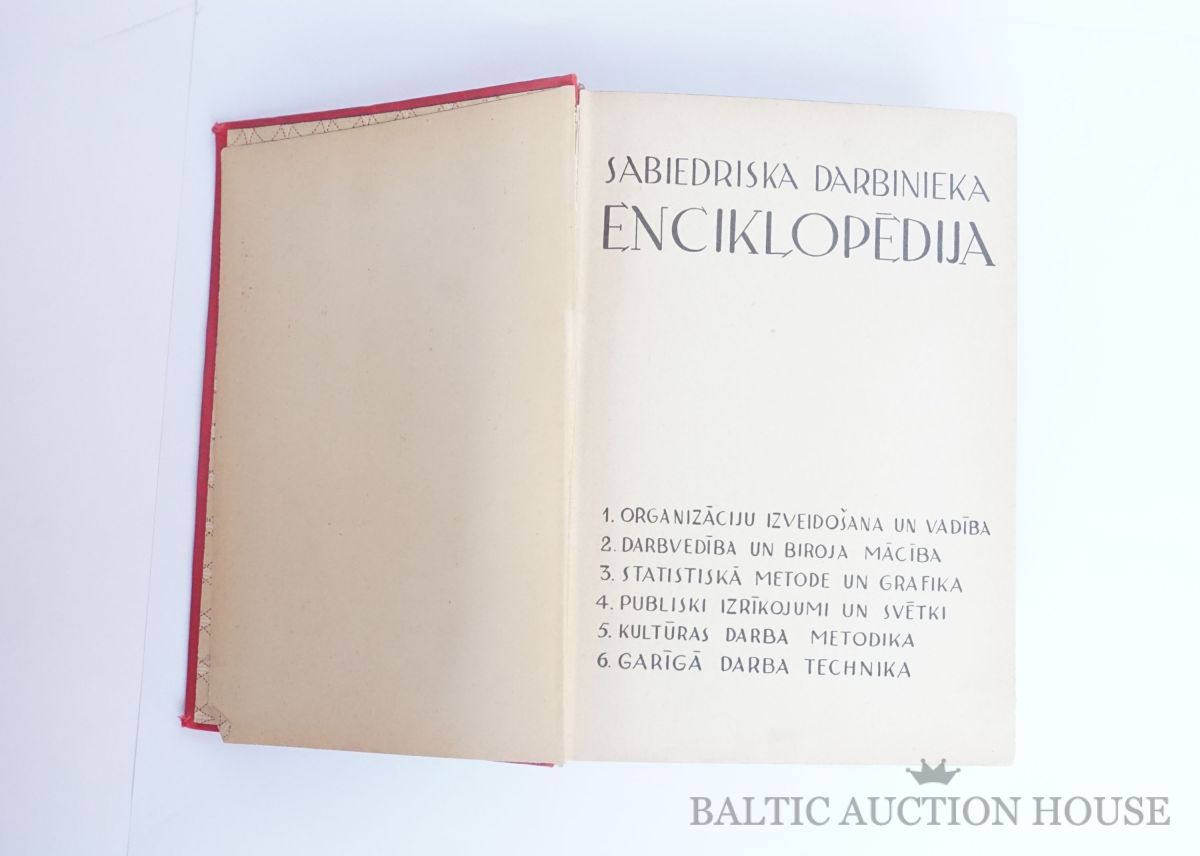 SABIEDRISKA DARBINIEKA
ENCIKLOPĒDIJA
1. ORGANIZĀCIJU IZVEIDOŠANA UN VADĪBA
2. DARBVEDĪBA UN BIROJA MĀCĪBA
3. STATISTISKĀ METODE UN GRAFIKA
4. PUBLISKI IZRĪKOJUMI UN SVĒTKI
5. KULTŪRAS DARBA METODIKA
6. GARĪGĀ DARBA TECHNIKA
BALTIC AUCTION HOUSE